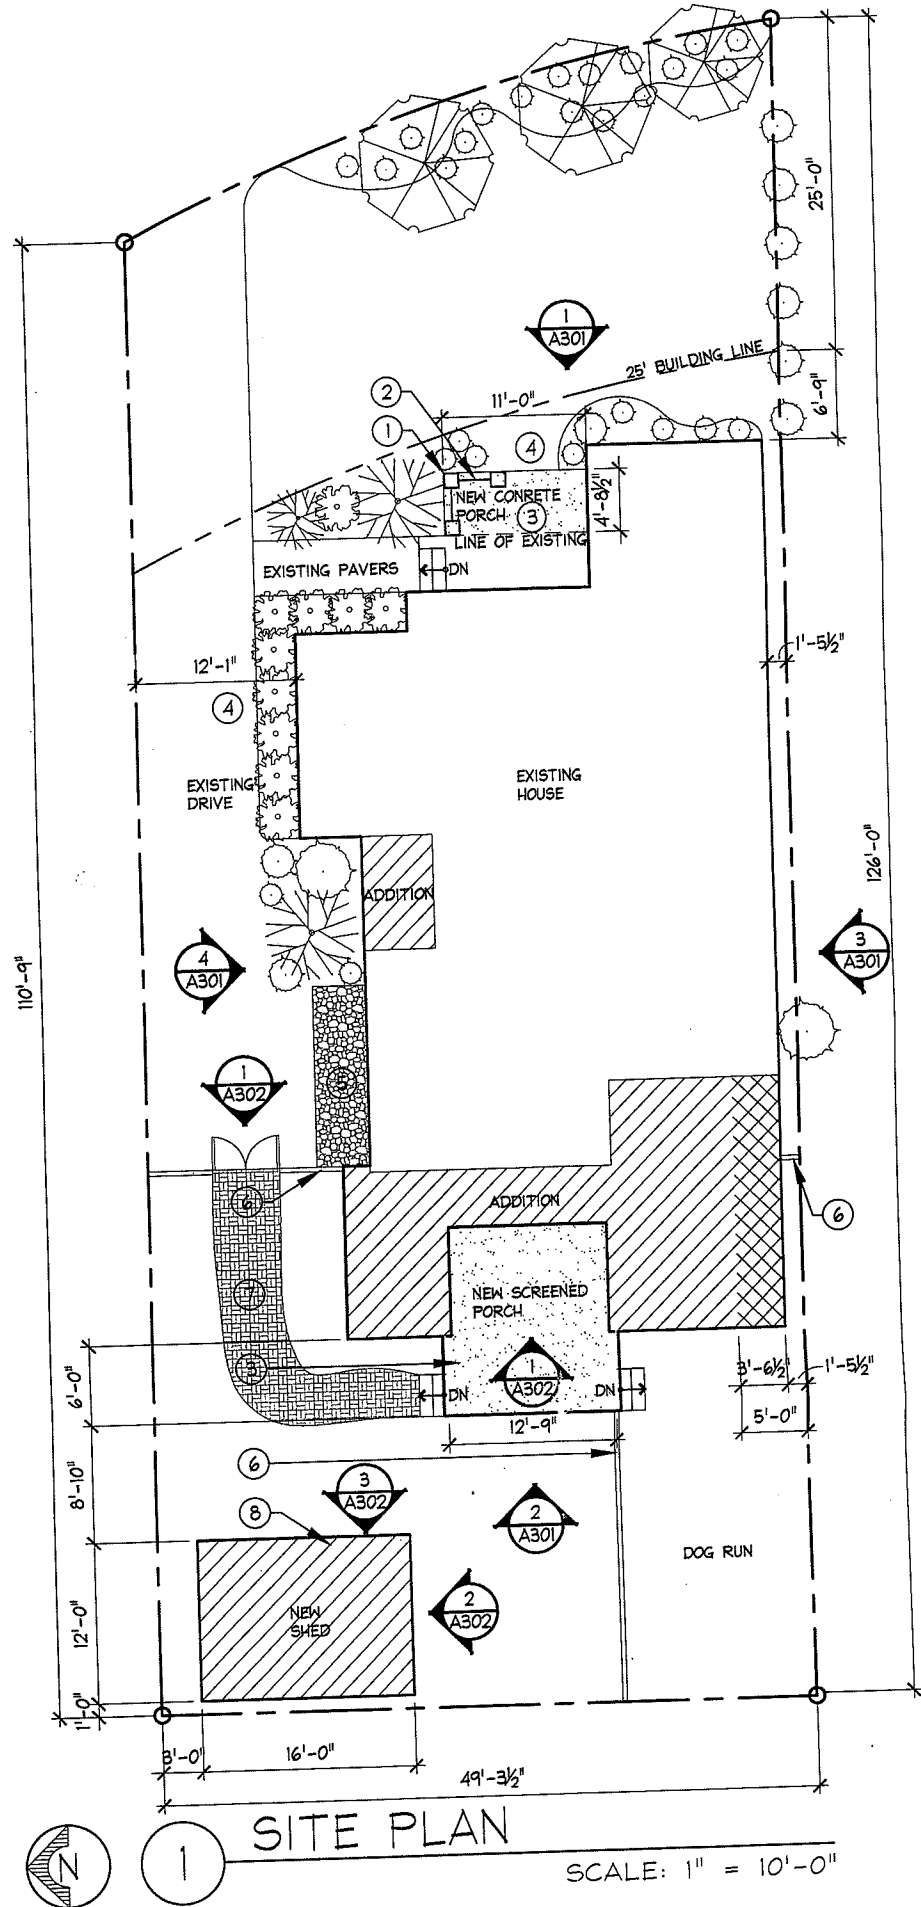 25'-0"
1
A301
25' BUILDING LINE
6'-9"
2
11'-0"
1
4
NEW CONRETE
PORCH
3
4'-8½"
LINE OF EXISTING
EXISTING PAVERS
DN
1'-5½"
12'-1"
4
EXISTING
DRIVE
EXISTING
HOUSE
126'-0"
ADDITION
4
A301
3
A301
110'-9"
1
A302
5
6
ADDITION
6
7
NEW SCREENED
PORCH
3
1
A302
DN
DN
3'-6½"
1'-5½"
6'-0"
12'-9"
5'-0"
6
8'-10"
3
A302
8
2
A301
DOG RUN
NEW
SHED
2
A302
12'-0"
1'-0"
3'-0"
16'-0"
49'-3½"
N
1
SITE PLAN
SCALE: 1" = 10'-0"